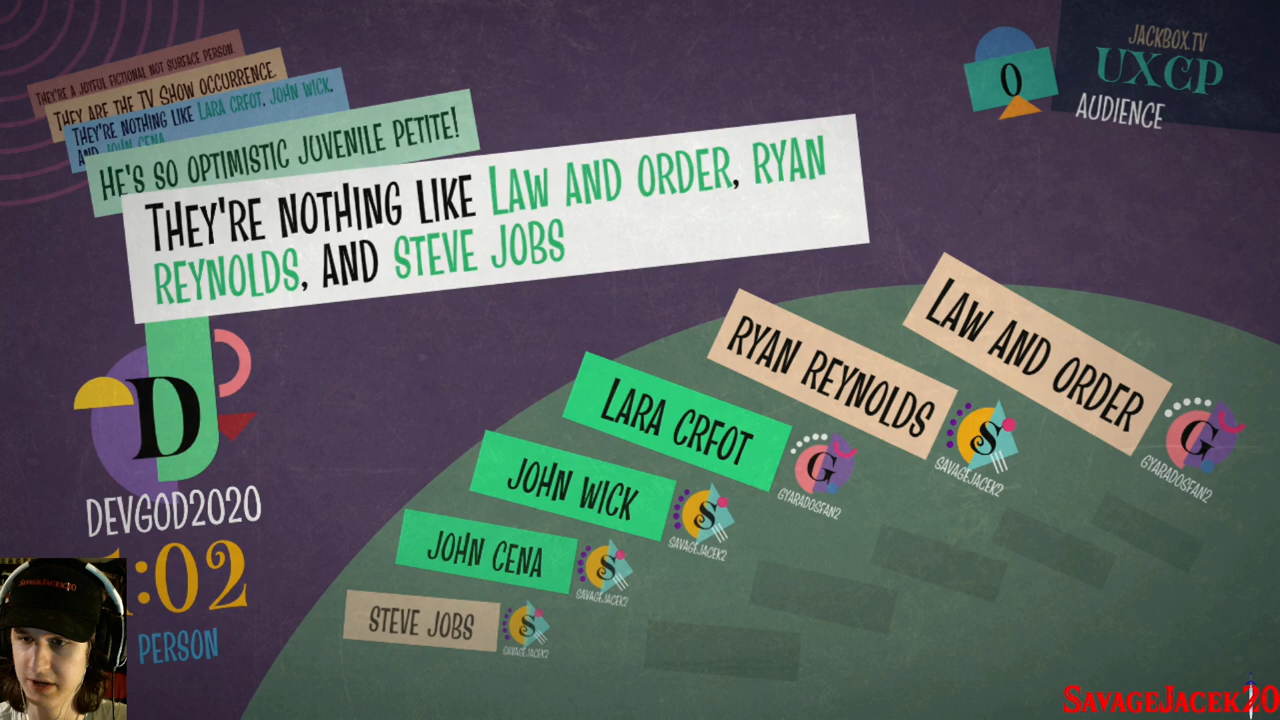 THEY'RE A JOYFUL FICTIONAL NOT SURFACE PERSON.
THEY ARE THE TV SHOW OCCURRENCE.
THEY'RE NOTHING LIKE LARA CRFOT, JOHN WICK,
AND JOHN CENA
HE'S SO OPTIMISTIC JUVENILE PETITE!
THEY'RE NOTHING LIKE LAW AND ORDER, RYAN
REYNOLDS, AND STEVE JOBS
JACKBOX.TV
UXCP
AUDIENCE
0
LAW AND ORDER
G
GYARADOSFAN2
RYAN REYNOLDS
S
SAVAGEJACEK2
LARA CRFOT
G
GYARADOSFAN2
JOHN WICK
S
SAVAGEJACEK2
JOHN CENA
S
SAVAGEJACEK2
STEVE JOBS
S
SAVAGEJACEK2
D
DEVGOD2020
:02
PERSON
SAVAGEJACEK20
SAVAGEJACEK20